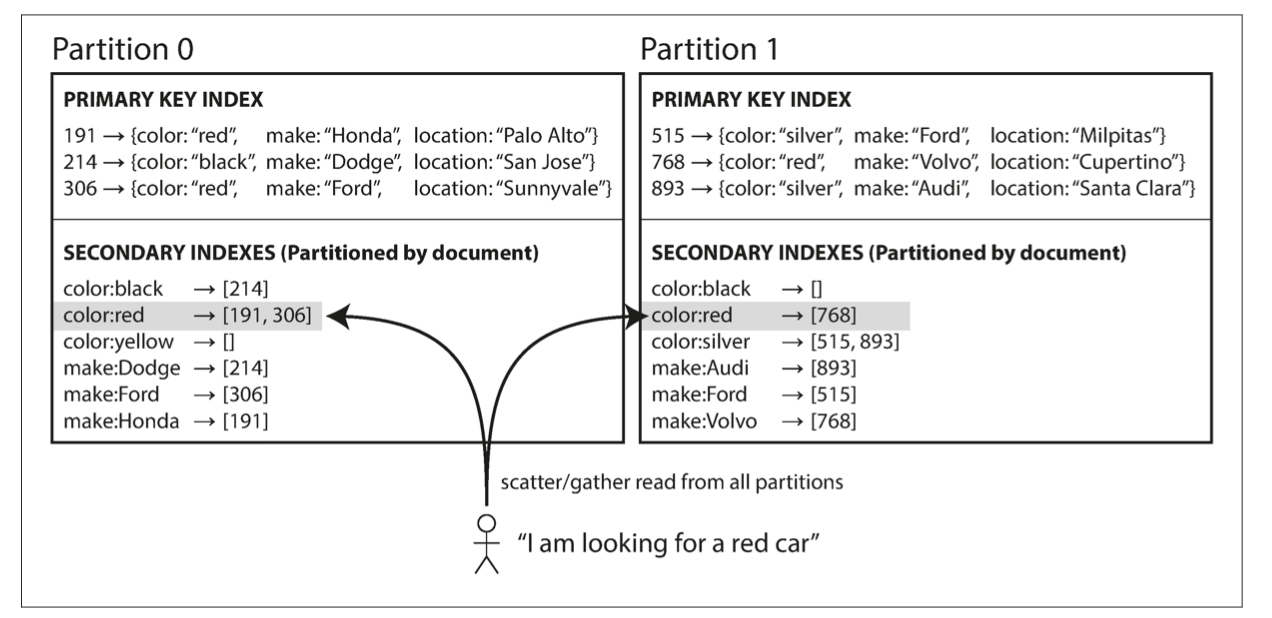 Partition 0
PRIMARY KEY INDEX
191 → {color: “red”, make: “Honda”, location: “Palo Alto”}
214 → {color: “black”, make: “Dodge”, location: “San Jose”}
306 → {color: “red”, make: “Ford”, location: “Sunnyvale”}
SECONDARY INDEXES (Partitioned by document)
color:black → [214]
color:red → [191, 306]
color:yellow → []
make:Dodge → [214]
make:Ford → [306]
make:Honda → [191]
Partition 1
PRIMARY KEY INDEX
515 → {color: “silver”, make: “Ford”, location: “Milpitas”}
768 → {color: “red”, make: “Volvo”, location: “Cupertino”}
893 → {color: “silver”, make: “Audi”, location: “Santa Clara”}
SECONDARY INDEXES (Partitioned by document)
color:black → []
color:red → [768]
color:silver → [515, 893]
make:Audi → [893]
make:Ford → [515]
make:Volvo → [768]
scatter/gather read from all partitions
“I am looking for a red car”